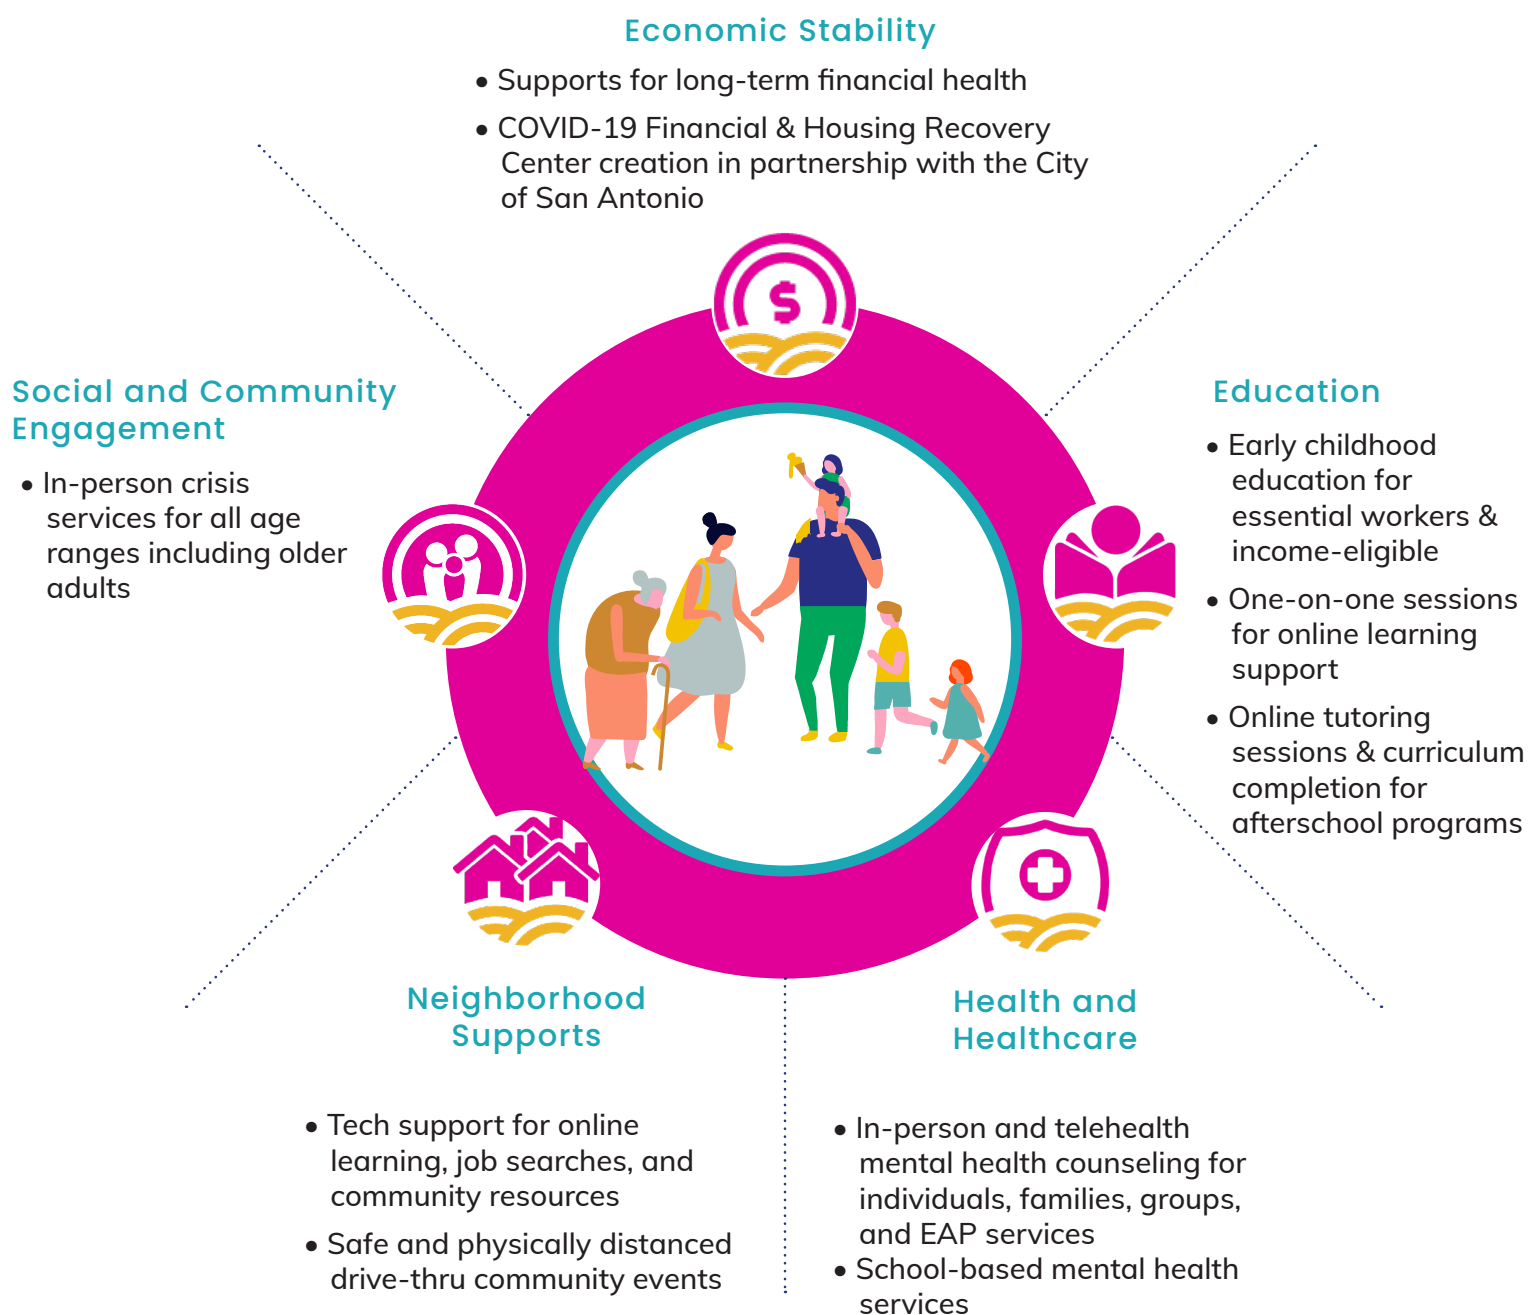 Economic Stability
• Supports for long-term financial health
• COVID-19 Financial & Housing Recovery
Center creation in partnership with the City
of San Antonio
$
Social and Community
Engagement
• In-person crisis
services for all age
ranges including older
adults
Education
• Early childhood
education for
essential workers &
income-eligible
• One-on-one sessions
for online learning
support
• Online tutoring
sessions & curriculum
completion for
afterschool programs
Neighborhood
Supports
• Tech support for online
learning, job searches, and
community resources
• Safe and physically distanced
drive-thru community events
Health and
Healthcare
• In-person and telehealth
mental health counseling for
individuals, families, groups,
and EAP services
• School-based mental health
services